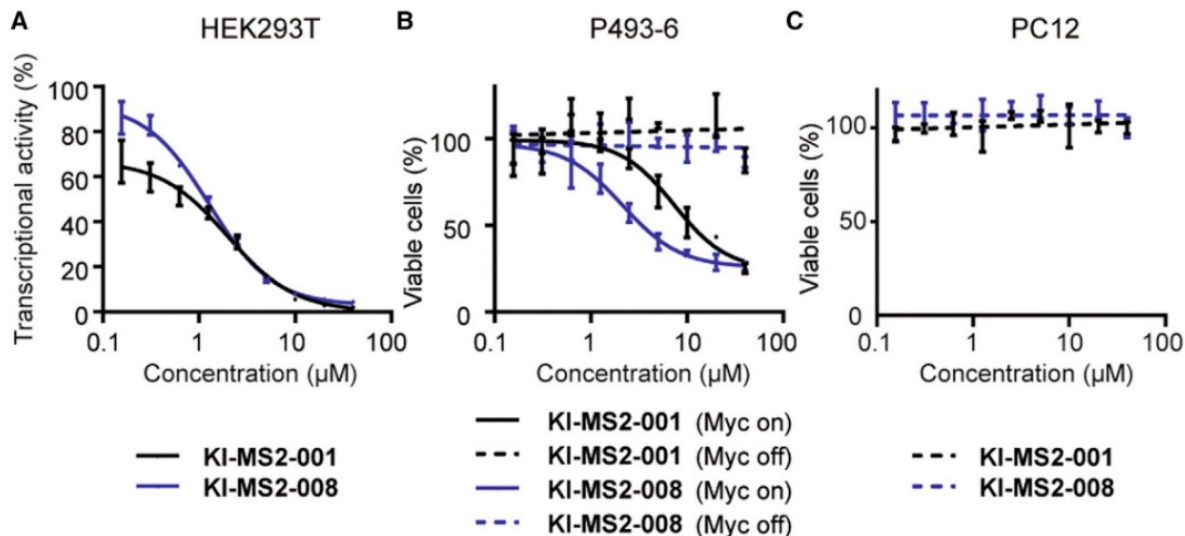 A
HEK293T
Transcriptional activity (%)
100
80
60
40
20
0
0.1 1 10 100
Concentration (µM)
KI-MS2-001
KI-MS2-008
B
P493-6
Viable cells (%)
100
50
0
0.1 1 10 100
Concentration (µM)
KI-MS2-001 (Myc on)
KI-MS2-001 (Myc off)
KI-MS2-008 (Myc on)
KI-MS2-008 (Myc off)
C
PC12
Viable cells (%)
100
50
0
0.1 1 10 100
Concentration (µM)
KI-MS2-001
KI-MS2-008